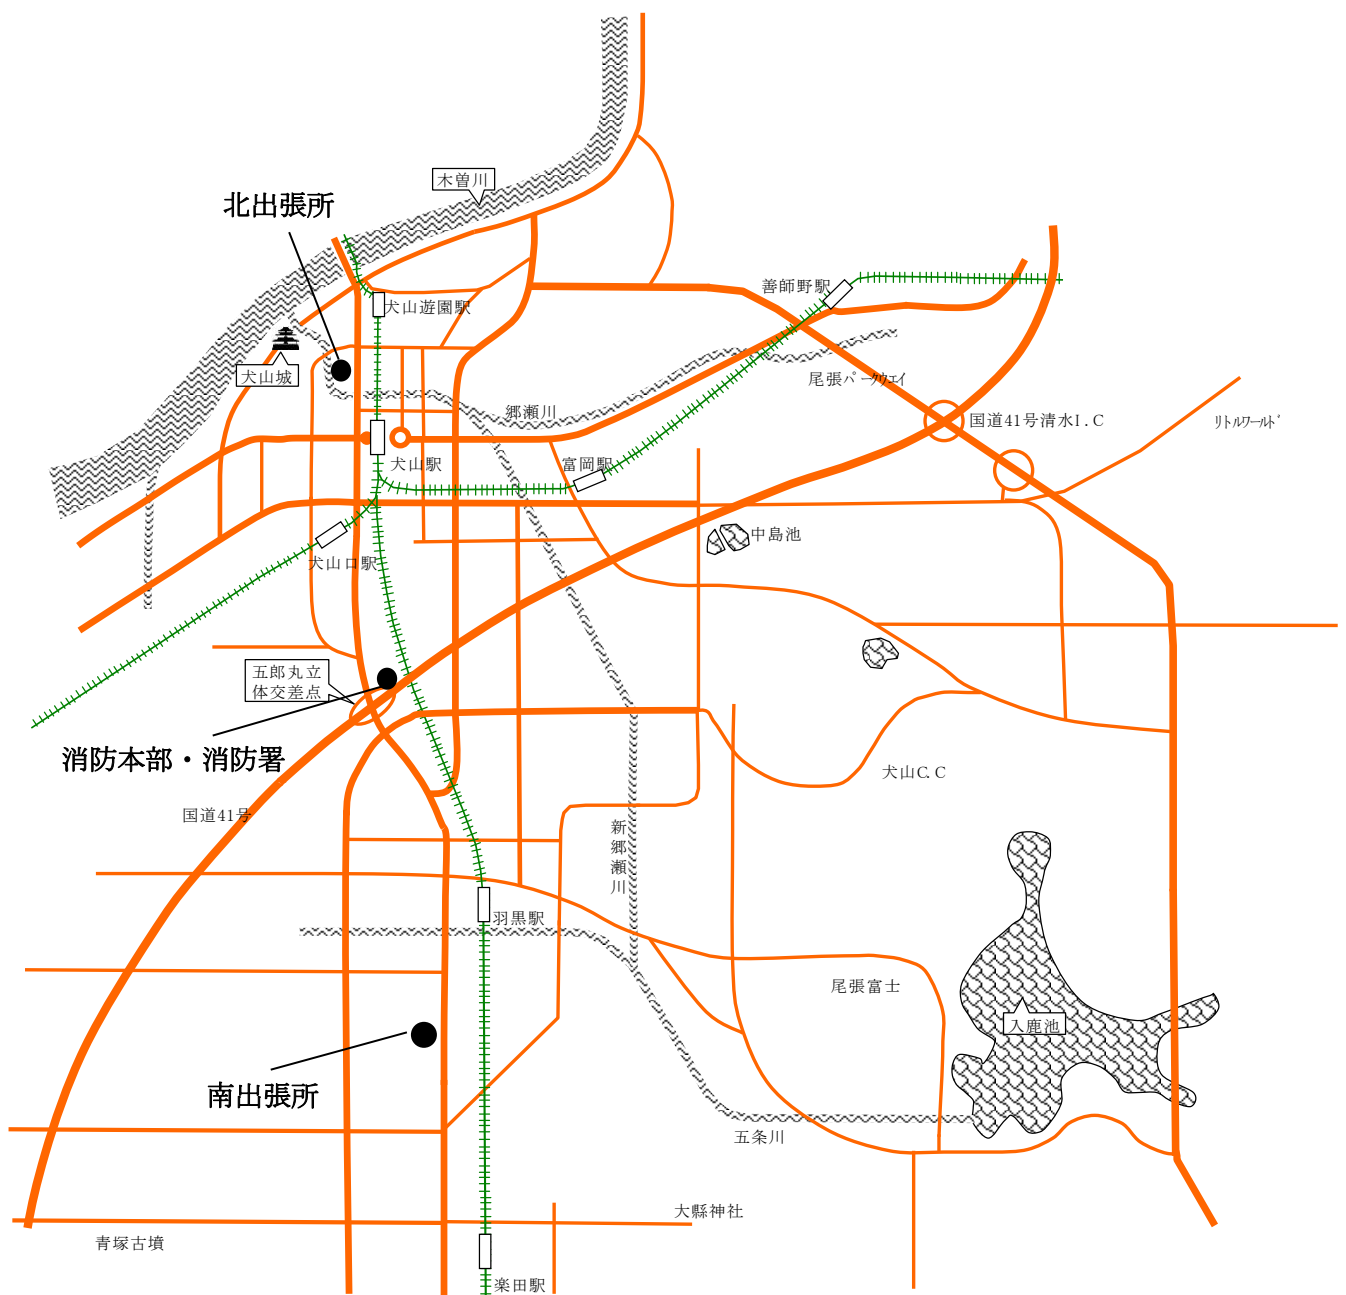 木曽川
北出張所
善師野駅
犬山遊園駅
犬山城
尾張パークウエイ
郷瀬川
国道41号清水I.C
リトルワールド
犬山駅
富岡駅
中島池
犬山口駅
五郎丸立
体交差点
消防本部・消防署
犬山C.C
国道41号
新郷瀬川
羽黒駅
尾張富士
入鹿池
南出張所
五条川
大縣神社
青塚古墳
楽田駅